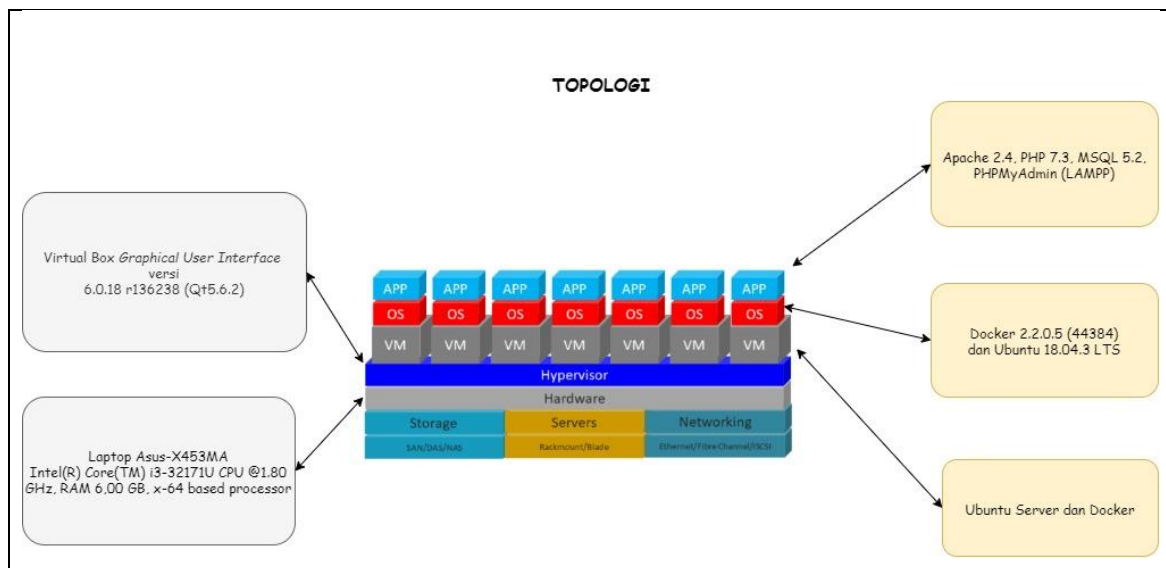 TOPOLOGI
Apache 2.4, PHP 7.3, MSQL 5.2,
PHPMyAdmin (LAMPP)
Virtual Box Graphical User Interface
versi
6.0.18 r136238 (Qt5.6.2)
APP APP APP APP APP APP APP
OS OS OS OS OS OS OS
VM VM VM VM VM VM VM
Hypervisor
Hardware
Storage Servers Networking
SAN/DAS/NAS Rackmount/Blade Ethernet/Fibre Channel/iSCSI
Docker 2.2.0.5 (44384)
dan Ubuntu 18.04.3 LTS
Laptop Asus-X453MA
Intel(R) Core(TM) i3-32171U CPU @1.80
GHz, RAM 6,00 GB, x-64 based processor
Ubuntu Server dan Docker